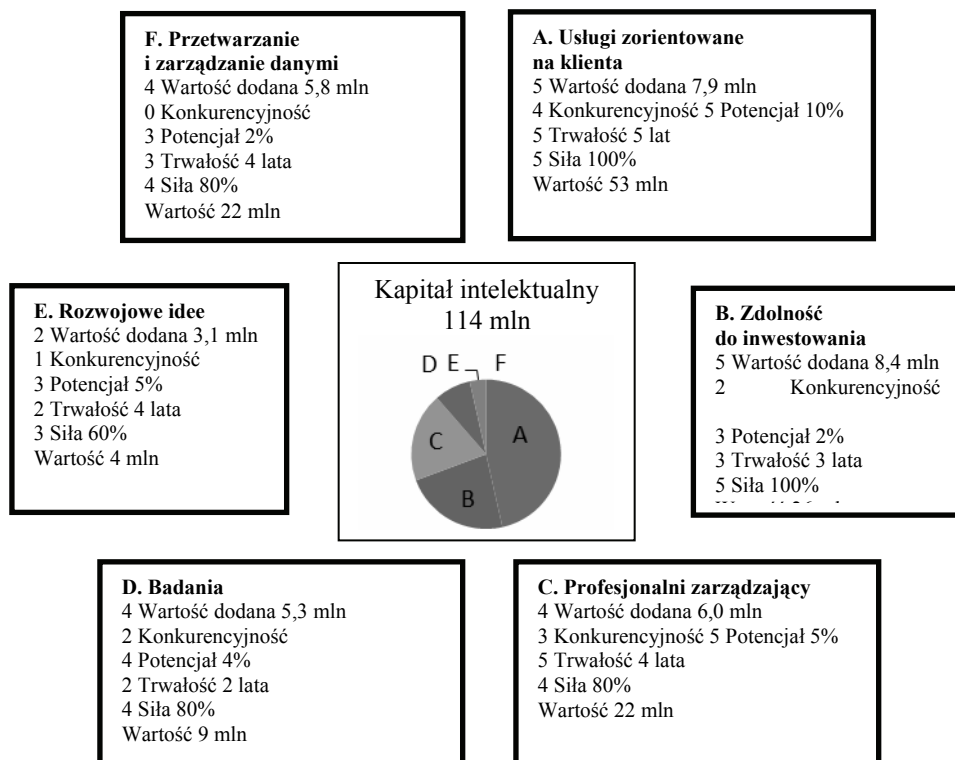 F. Przetwarzanie
i zarządzanie danymi
4 Wartość dodana 5,8 mln
0 Konkurencyjność
3 Potencjał 2%
3 Trwałość 4 lata
4 Siła 80%
Wartość 22 mln
A. Usługi zorientowane
na klienta
5 Wartość dodana 7,9 mln
4 Konkurencyjność 5 Potencjał 10%
5 Trwałość 5 lat
5 Siła 100%
Wartość 53 mln
E. Rozwojowe idee
2 Wartość dodana 3,1 mln
1 Konkurencyjność
3 Potencjał 5%
2 Trwałość 4 lata
3 Siła 60%
Wartość 4 mln
Kapitał intelektualny
114 mln
D E F
C A
B
B. Zdolność
do inwestowania
5 Wartość dodana 8,4 mln
2 Konkurencyjność
3 Potencjał 2%
3 Trwałość 3 lata
5 Siła 100%
D. Badania
4 Wartość dodana 5,3 mln
2 Konkurencyjność
4 Potencjał 4%
2 Trwałość 2 lata
4 Siła 80%
Wartość 9 mln
C. Profesjonalni zarządzający
4 Wartość dodana 6,0 mln
3 Konkurencyjność 5 Potencjał 5%
5 Trwałość 4 lata
4 Siła 80%
Wartość 22 mln